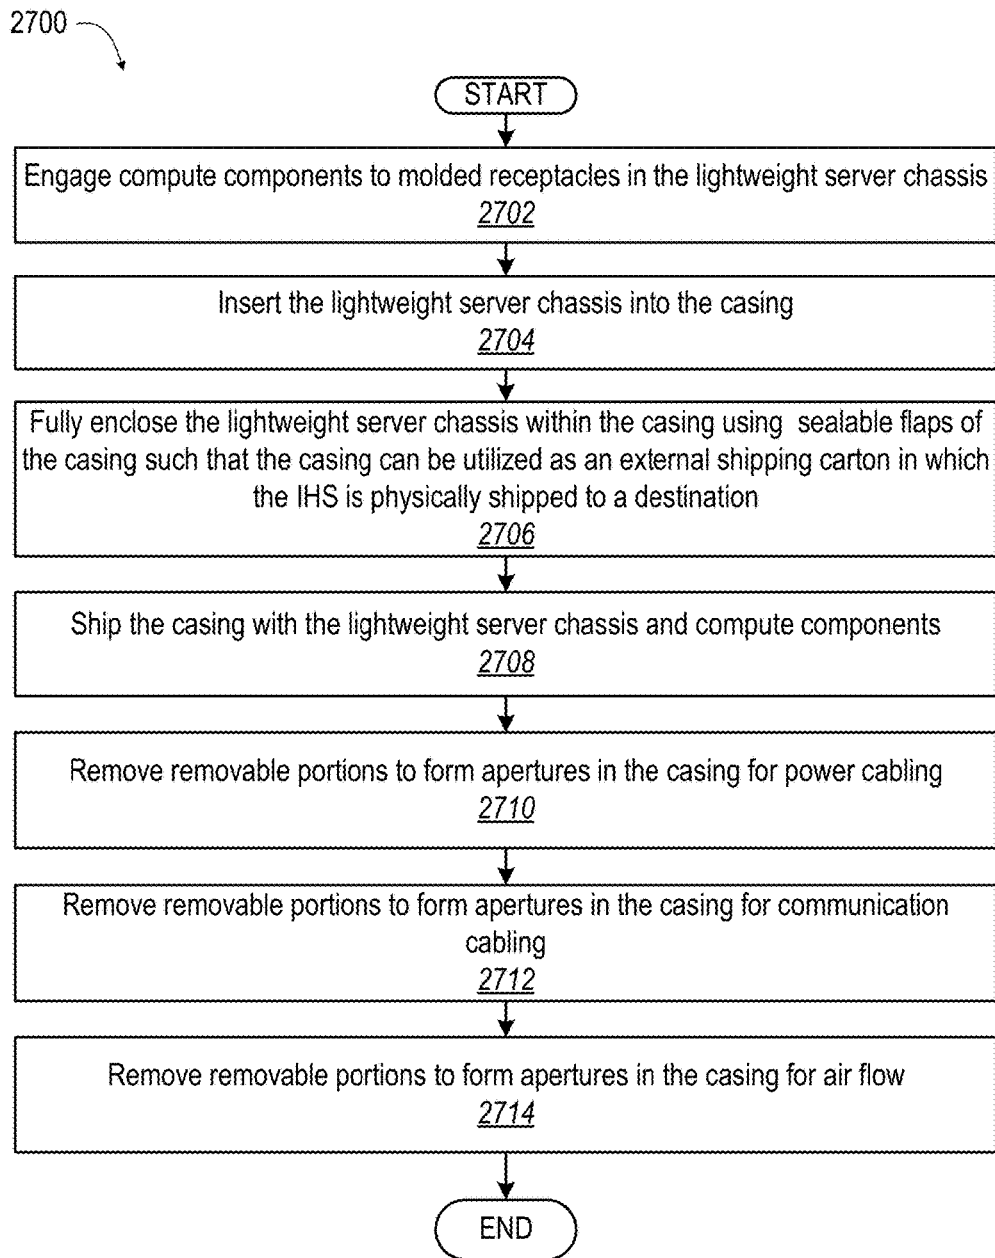 2700
START
Engage compute components to molded receptacles in the lightweight server chassis
2702
Insert the lightweight server chassis into the casing
2704
Fully enclose the lightweight server chassis within the casing using sealable flaps of
the casing such that the casing can be utilized as an external shipping carton in which
the IHS is physically shipped to a destination
2706
Ship the casing with the lightweight server chassis and compute components
2708
Remove removable portions to form apertures in the casing for power cabling
2710
Remove removable portions to form apertures in the casing for communication
cabling
2712
Remove removable portions to form apertures in the casing for air flow
2714
END